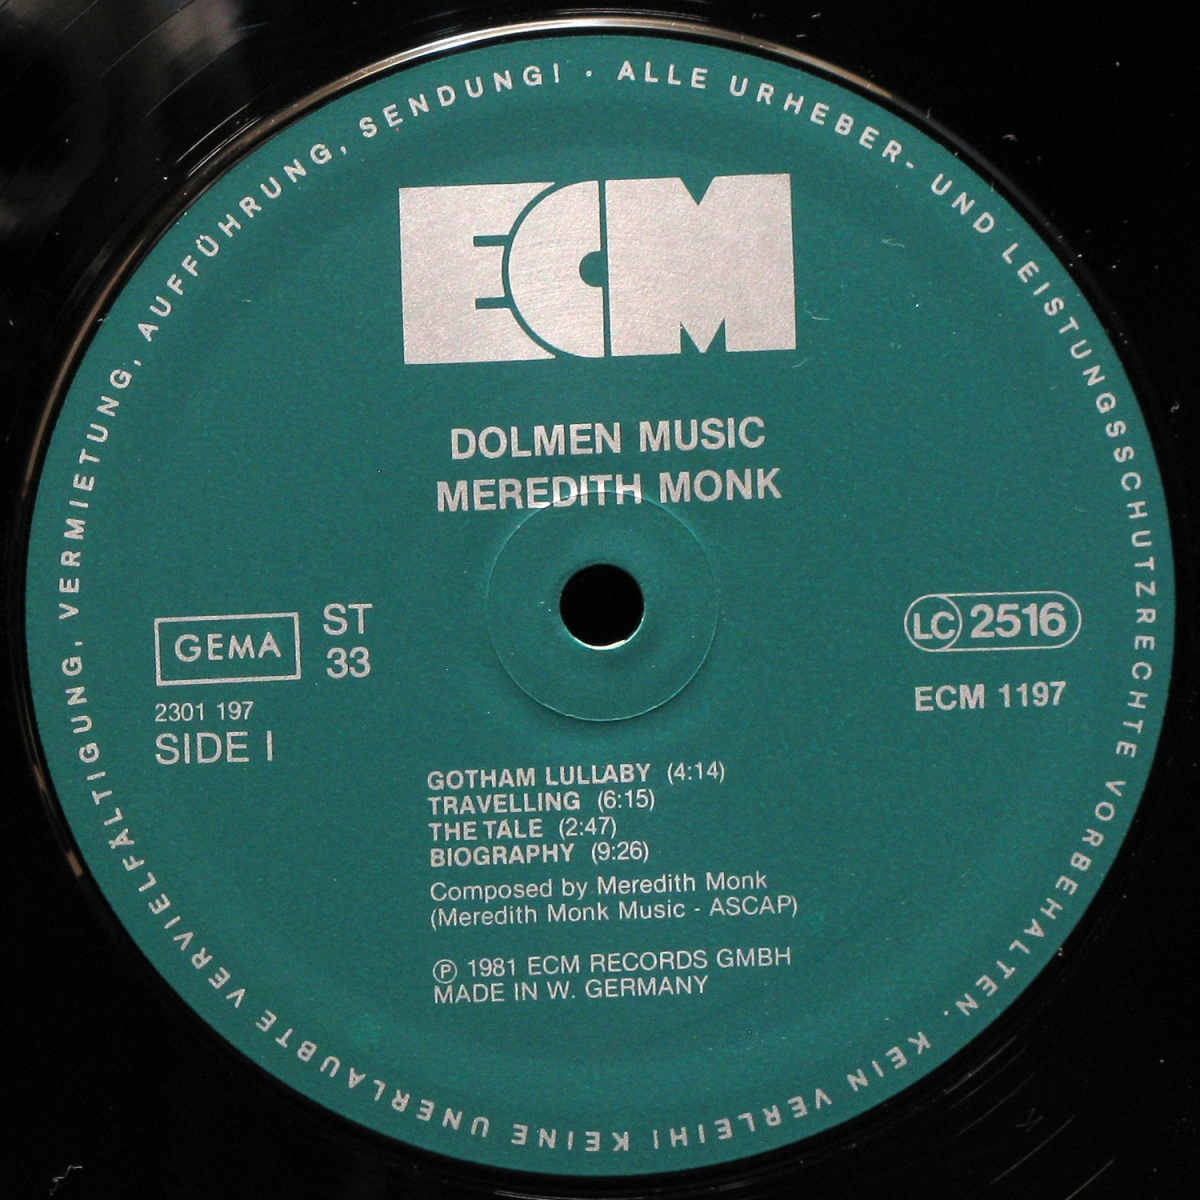 ALLE URHEBER- UND LEISTUNGSSCHUTZRECHTE VORBEHALTEN. KEIN VERLEIH! KEINE UNERLAUBTE VERVIELFÄLTIGUNG, VERMIETUNG, AUFFÜHRUNG, SENDUNG! ·
ECM
DOLMEN MUSIC
MEREDITH MONK
GEMA
ST
33
2301 197
SIDE I
LC 2516
ECM 1197
GOTHAM LULLABY (4:14)
TRAVELLING (6:15)
THE TALE (2:47)
BIOGRAPHY (9:26)
Composed by Meredith Monk
(Meredith Monk Music - ASCAP)
Ⓟ 1981 ECM RECORDS GMBH
MADE IN W. GERMANY